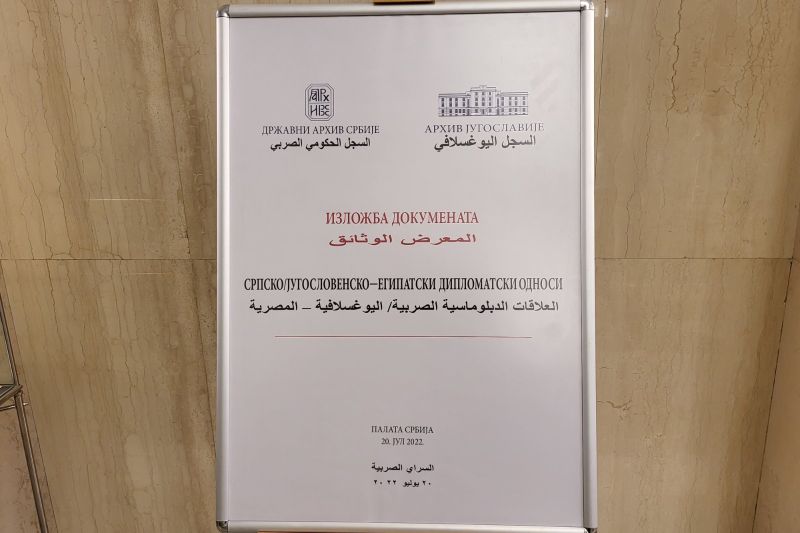 ДРЖАВНИ АРХИВ СРБИЈЕ
السجل الحكومي الصربي
АРХИВ ЈУГОСЛАВИЈЕ
السجل اليوغسلافي
ИЗЛОЖБА ДОКУМЕНАТА
المعرض الوثائق
СРПСКО/ЈУГОСЛОВЕНСКО–ЕГИПАТСКИ ДИПЛОМАТСКИ ОДНОСИ
العلاقات الدبلوماسية الصربية/ اليوغسلافية – المصرية
ПАЛАТА СРБИЈА
20. ЈУЛ 2022.
السراي الصربية
٢٠ يوليو ٢٠٢٢